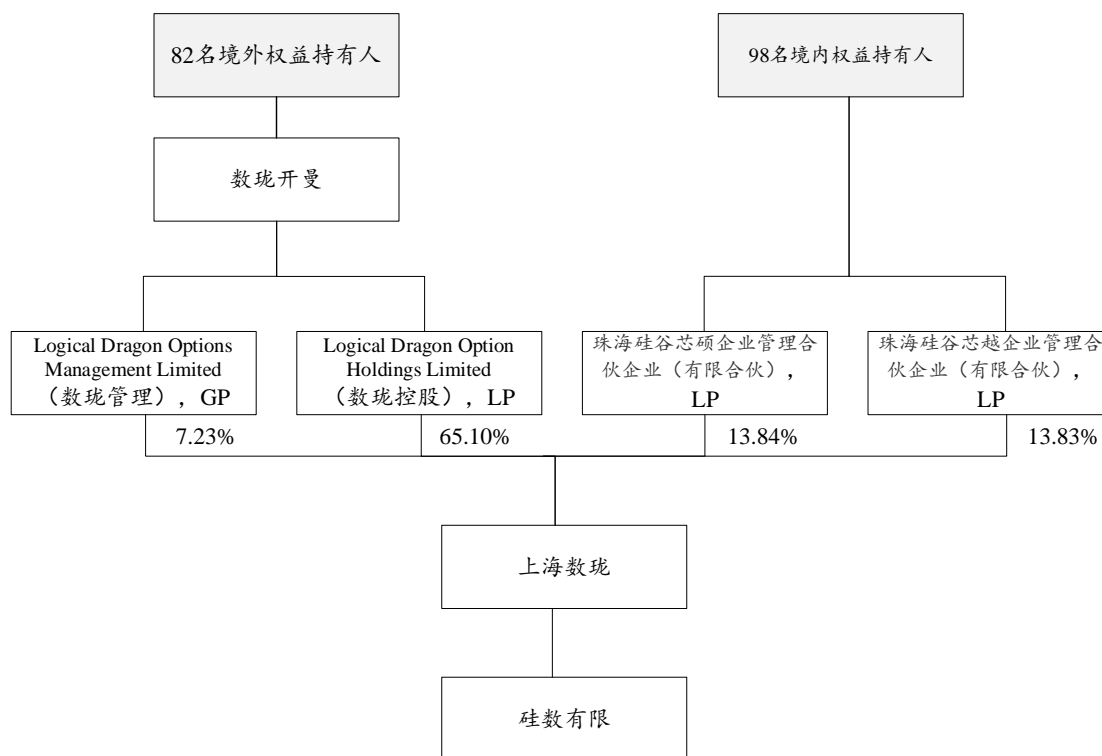 82名境外权益持有人
98名境内权益持有人
数珑开曼
Logical Dragon Options
Management Limited
（数珑管理），GP
Logical Dragon Option
Holdings Limited
（数珑控股），LP
珠海硅谷芯硕企业管理合
伙企业（有限合伙），
LP
珠海硅谷芯越企业管理合
伙企业（有限合伙），
LP
7.23%
65.10%
13.84%
13.83%
上海数珑
硅数有限